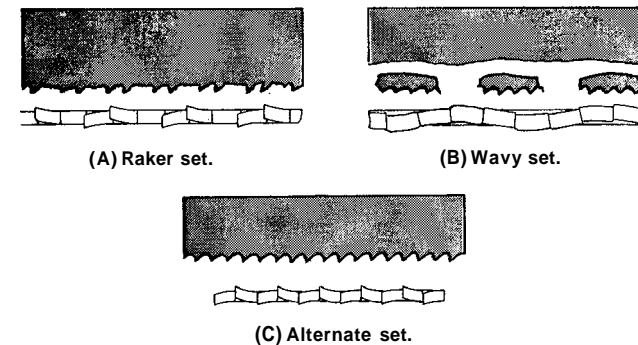 (A) Raker set.
(B) Wavy set.
(C) Alternate set.